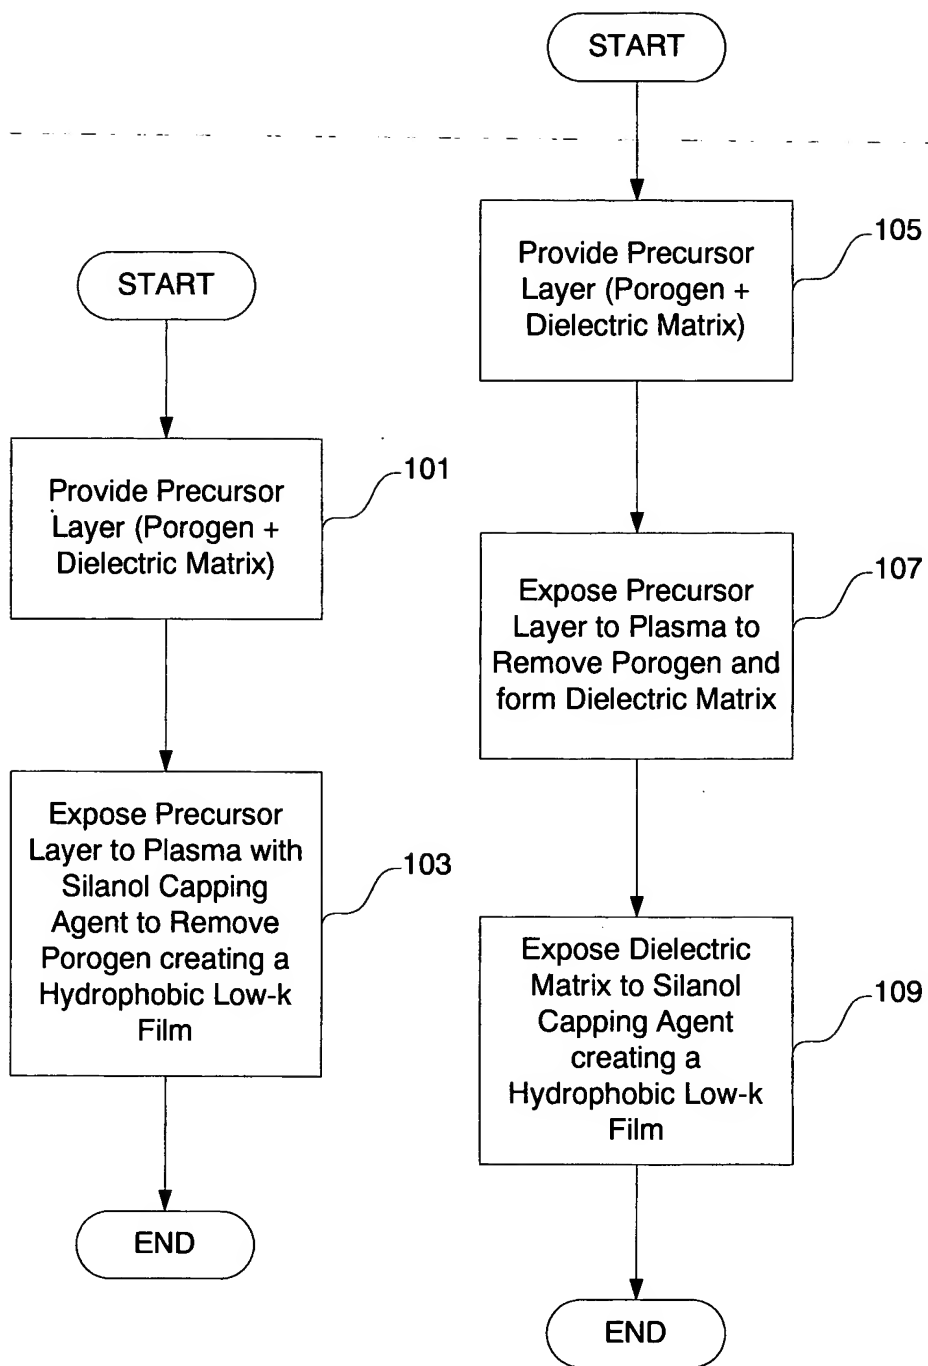 START
Provide Precursor
Layer (Porogen +
Dielectric Matrix)
101
Expose Precursor
Layer to Plasma with
Silanol Capping
Agent to Remove
Porogen creating a
Hydrophobic Low-k
Film
103
END
START
Provide Precursor
Layer (Porogen +
Dielectric Matrix)
105
Expose Precursor
Layer to Plasma to
Remove Porogen and
form Dielectric Matrix
107
Expose Dielectric
Matrix to Silanol
Capping Agent
creating a
Hydrophobic Low-k
Film
109
END